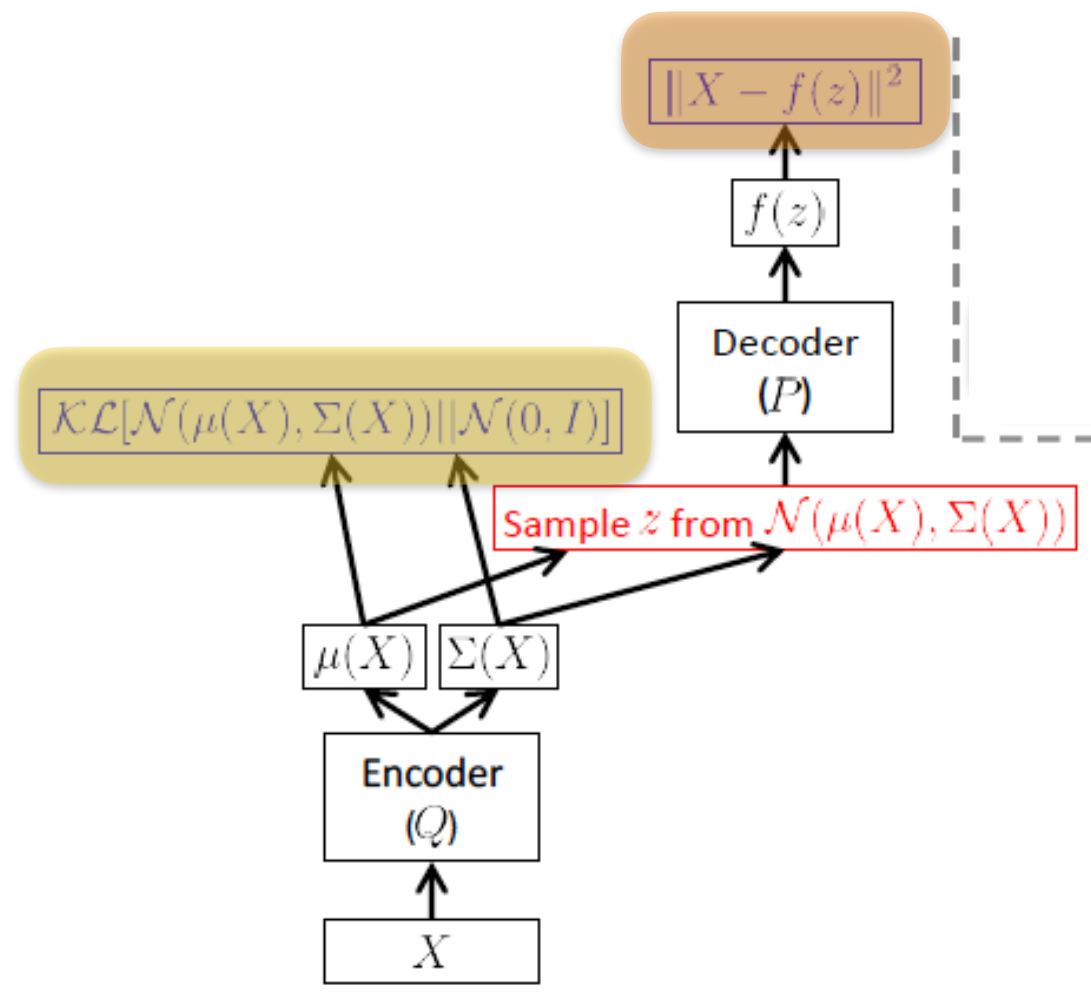 ‖X − f(z)‖²
f(z)
Decoder
(P)
𝒦ℒ[𝒩(μ(X), Σ(X))||𝒩(0, I)]
Sample z from 𝒩(μ(X), Σ(X))
μ(X)
Σ(X)
Encoder
(Q)
X